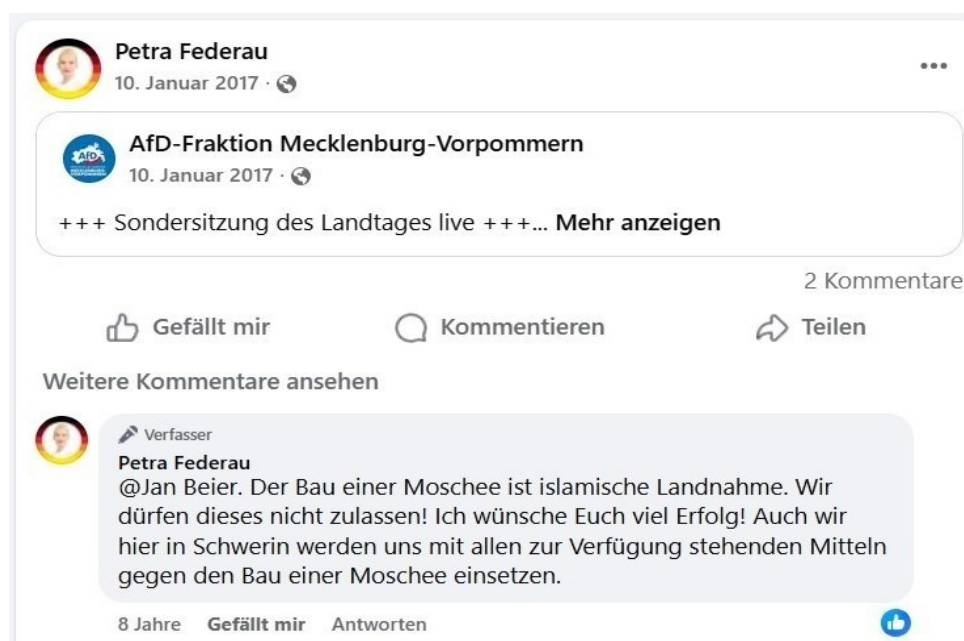 Petra Federau
10. Januar 2017 ·
AfD-Fraktion Mecklenburg-Vorpommern
10. Januar 2017 ·
+++ Sondersitzung des Landtages live +++... Mehr anzeigen
2 Kommentare
Gefällt mir Kommentieren Teilen
Weitere Kommentare ansehen
Verfasser
Petra Federau
@Jan Beier. Der Bau einer Moschee ist islamische Landnahme. Wir
dürfen dieses nicht zulassen! Ich wünsche Euch viel Erfolg! Auch wir
hier in Schwerin werden uns mit allen zur Verfügung stehenden Mitteln
gegen den Bau einer Moschee einsetzen.
8 Jahre Gefällt mir Antworten